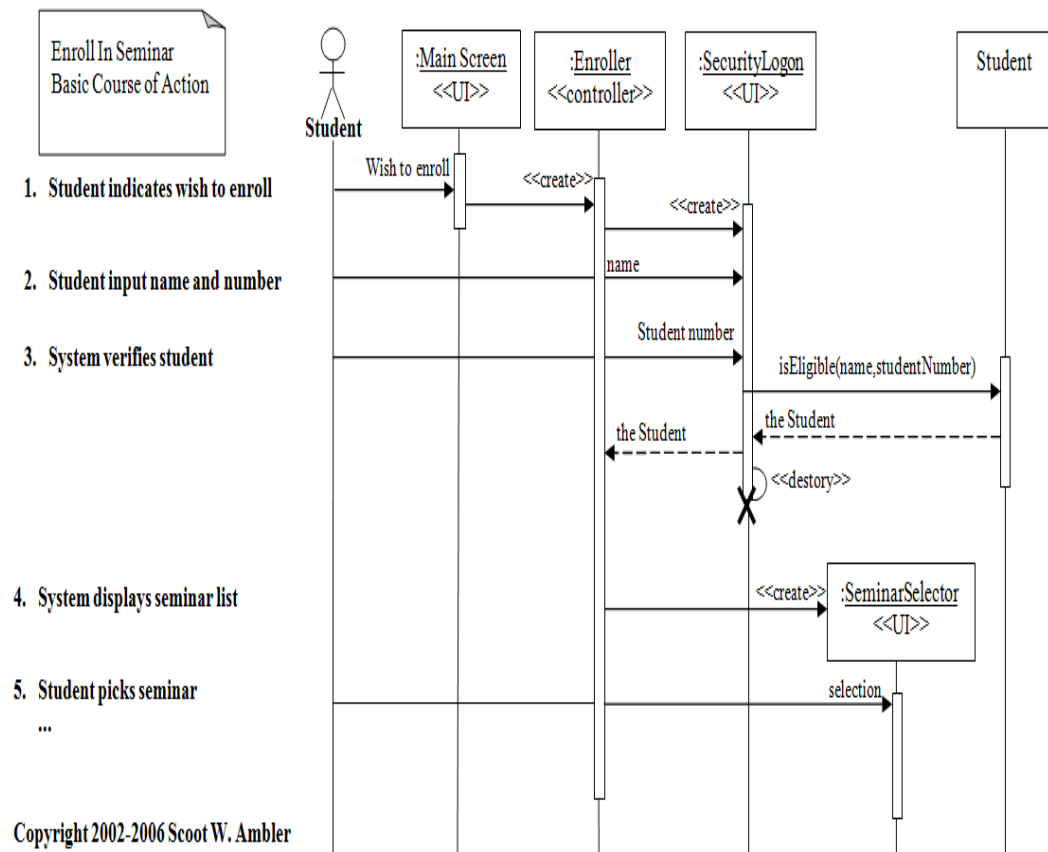 Enroll In Seminar
Basic Course of Action
Student
:Main Screen
<<UI>>
:Enroller
<<controller>>
:SecurityLogon
<<UI>>
Student
1. Student indicates wish to enroll
Wish to enroll
<<create>>
<<create>>
2. Student input name and number
name
3. System verifies student
Student number
isEligible(name,studentNumber)
the Student
the Student
<<destory>>
4. System displays seminar list
<<create>>
:SeminarSelector
<<UI>>
5. Student picks seminar
selection
...
Copyright 2002-2006 Scoot W. Ambler